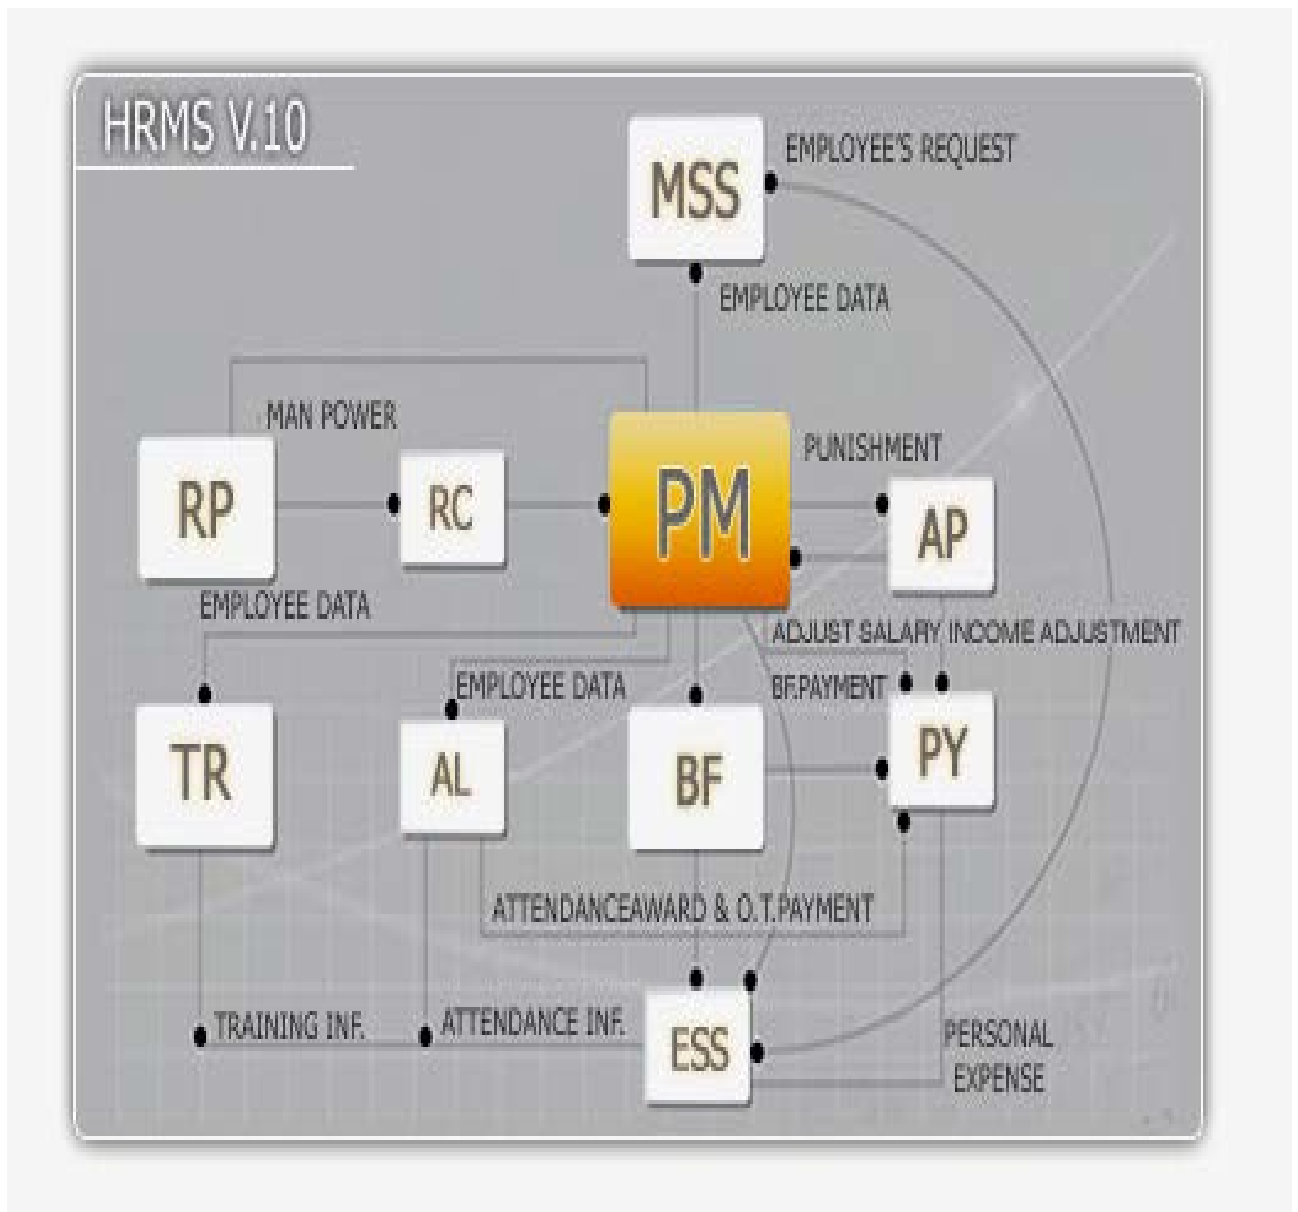 HRMS V.10
MSS
EMPLOYEE'S REQUEST
EMPLOYEE DATA
MAN POWER
PUNISHMENT
RP
RC
PM
AP
EMPLOYEE DATA
ADJUST SALARY INCOME ADJUSTMENT
EMPLOYEE DATA
BF.PAYMENT
TR
AL
BF
PY
ATTENDANCEAWARD & O.T.PAYMENT
TRAINING INF.
ATTENDANCE INF.
ESS
PERSONAL
EXPENSE